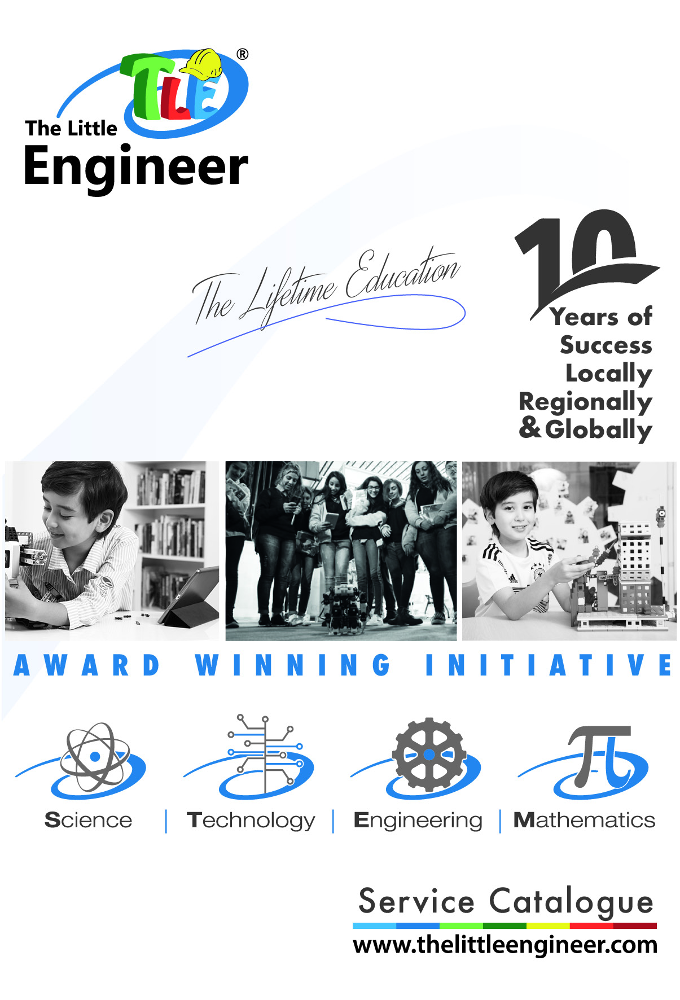 TLE ®
The Little
Engineer
The Lifetime Education
10
Years of
Success
Locally
Regionally
& Globally
adidas
AWARD WINNING INITIATIVE
π
Science | Technology | Engineering | Mathematics
Service Catalogue
www.thelittleengineer.com